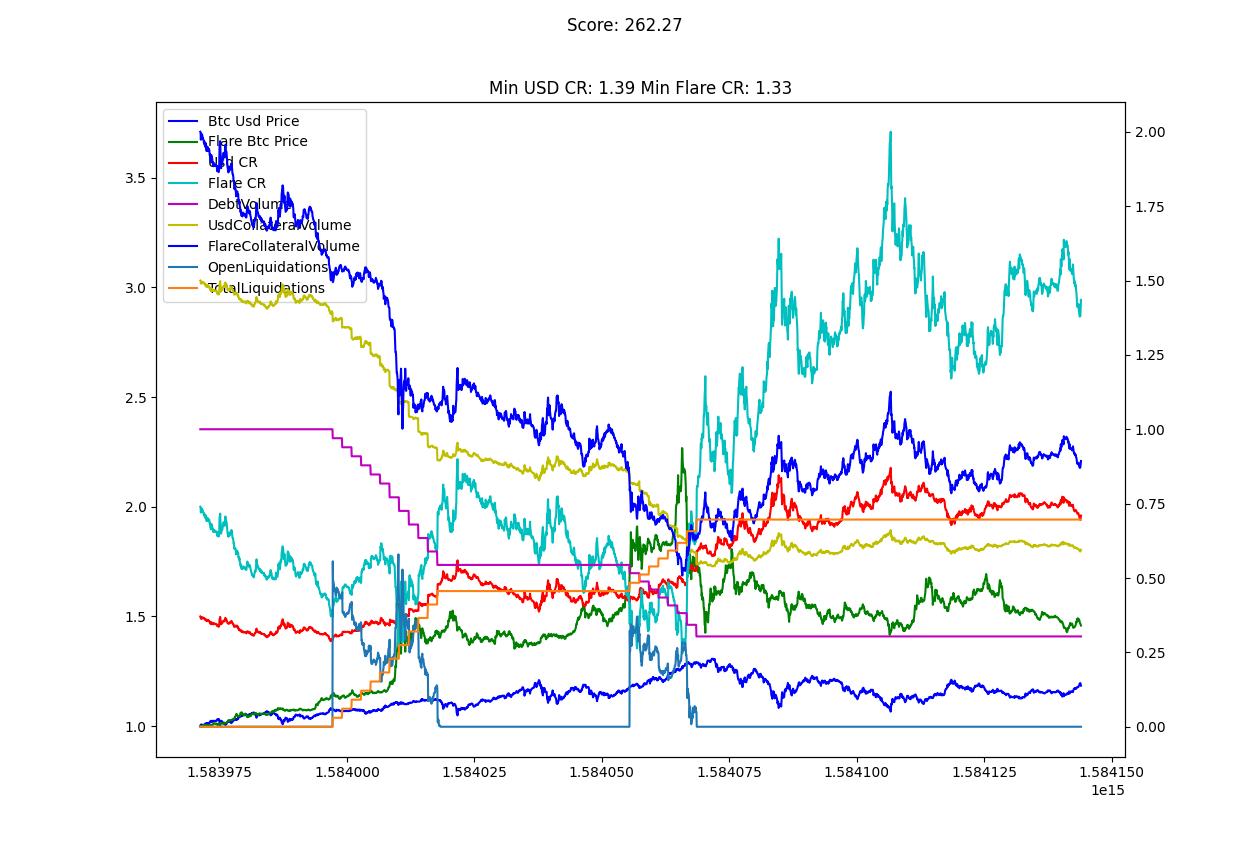 Score: 262.27
Min USD CR: 1.39 Min Flare CR: 1.33
Btc Usd Price
Flare Btc Price
Usd CR
Flare CR
DebtVolume
UsdCollateralVolume
FlareCollateralVolume
OpenLiquidations
TotalLiquidations
3.5
3.0
2.5
2.0
1.5
1.0
2.00
1.75
1.50
1.25
1.00
0.75
0.50
0.25
0.00
1.583975
1.584000
1.584025
1.584050
1.584075
1.584100
1.584125
1.584150
1e15